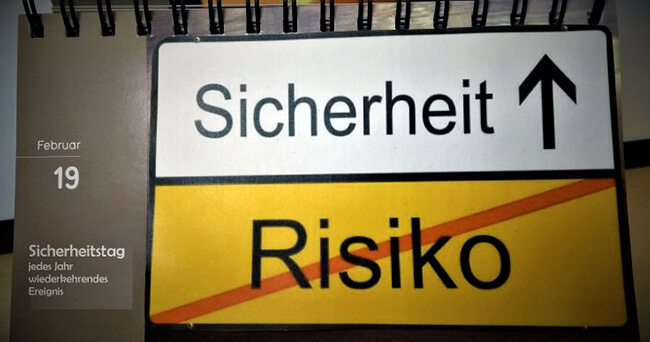 Februar
19
Sicherheitstag
jedes Jahr
wiederkehrendes
Ereignis
Sicherheit
Risiko